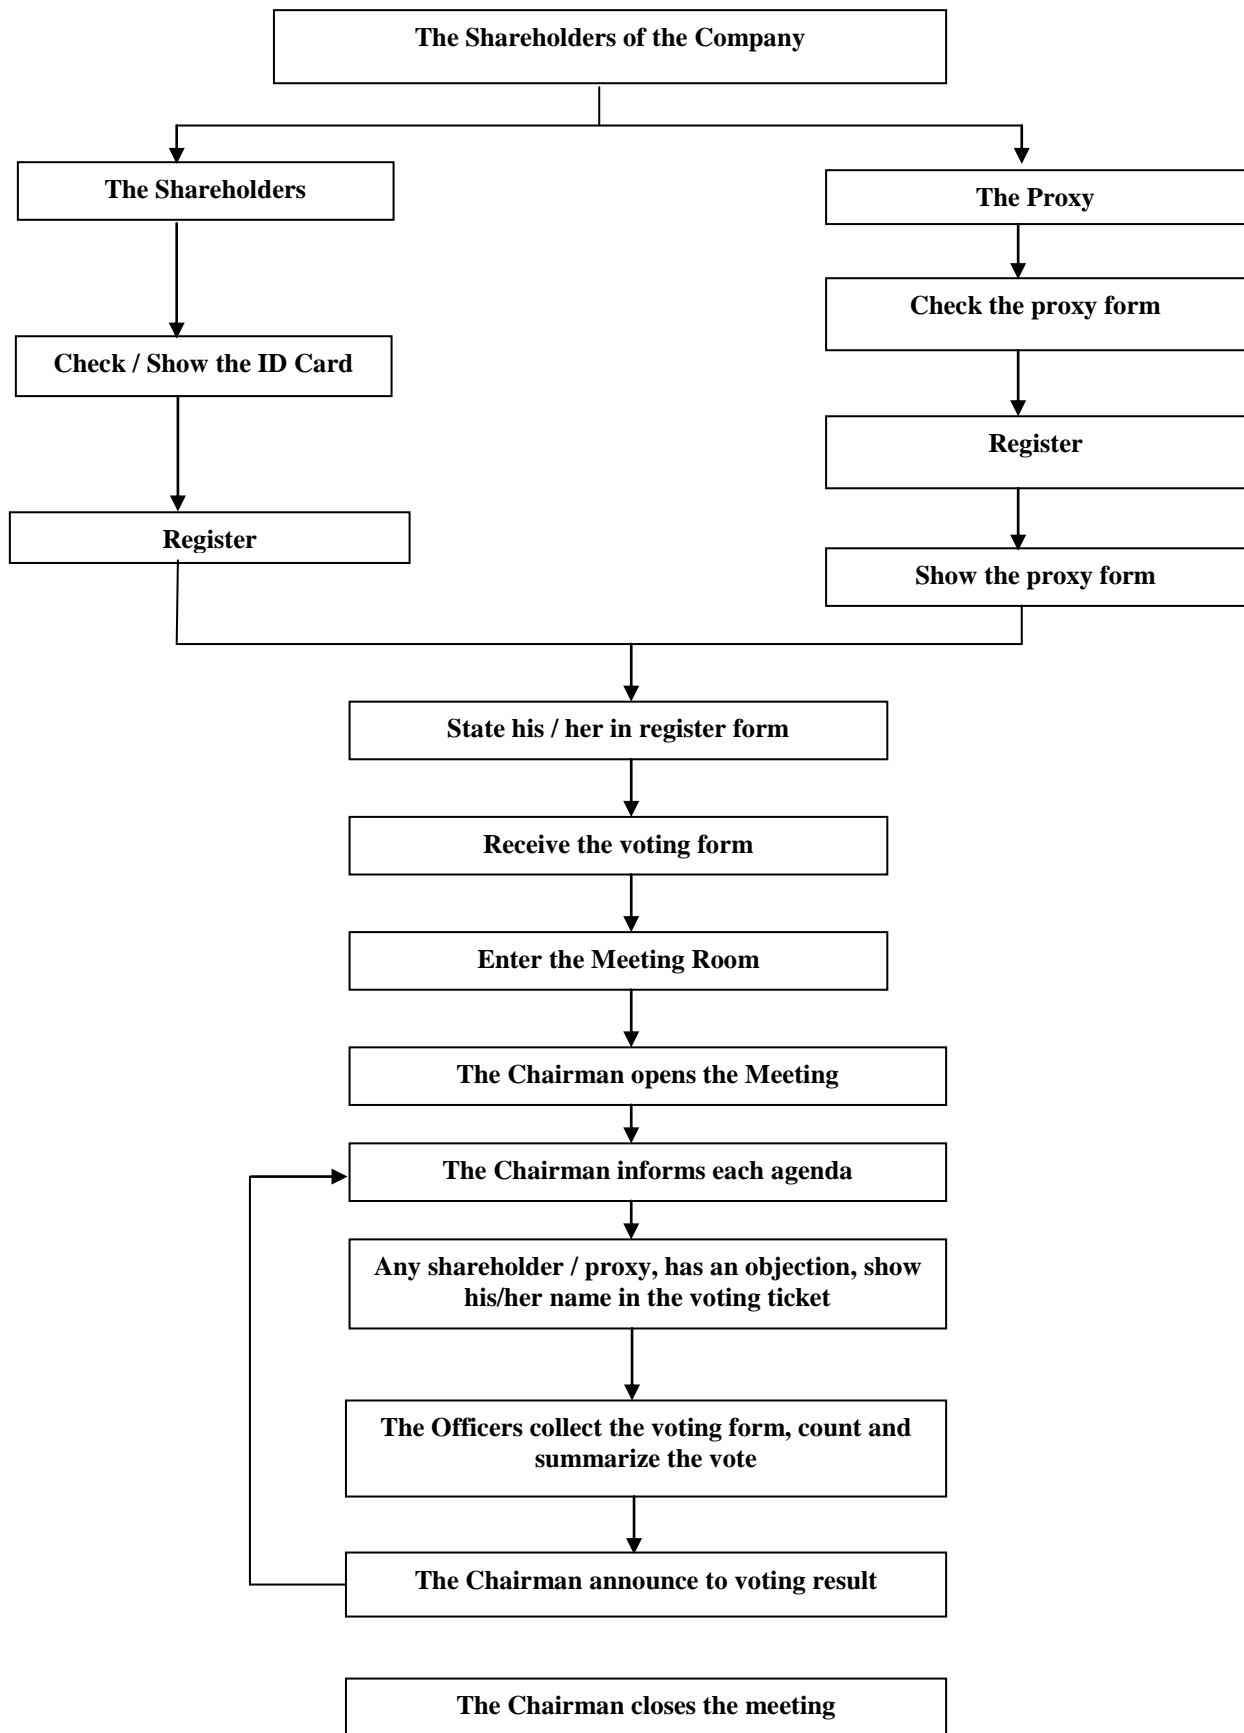 The Shareholders of the Company
The Shareholders
The Proxy
Check the proxy form
Check / Show the ID Card
Register
Register
Show the proxy form
State his / her in register form
Receive the voting form
Enter the Meeting Room
The Chairman opens the Meeting
The Chairman informs each agenda
Any shareholder / proxy, has an objection, show
his/her name in the voting ticket
The Officers collect the voting form, count and
summarize the vote
The Chairman announce to voting result
The Chairman closes the meeting